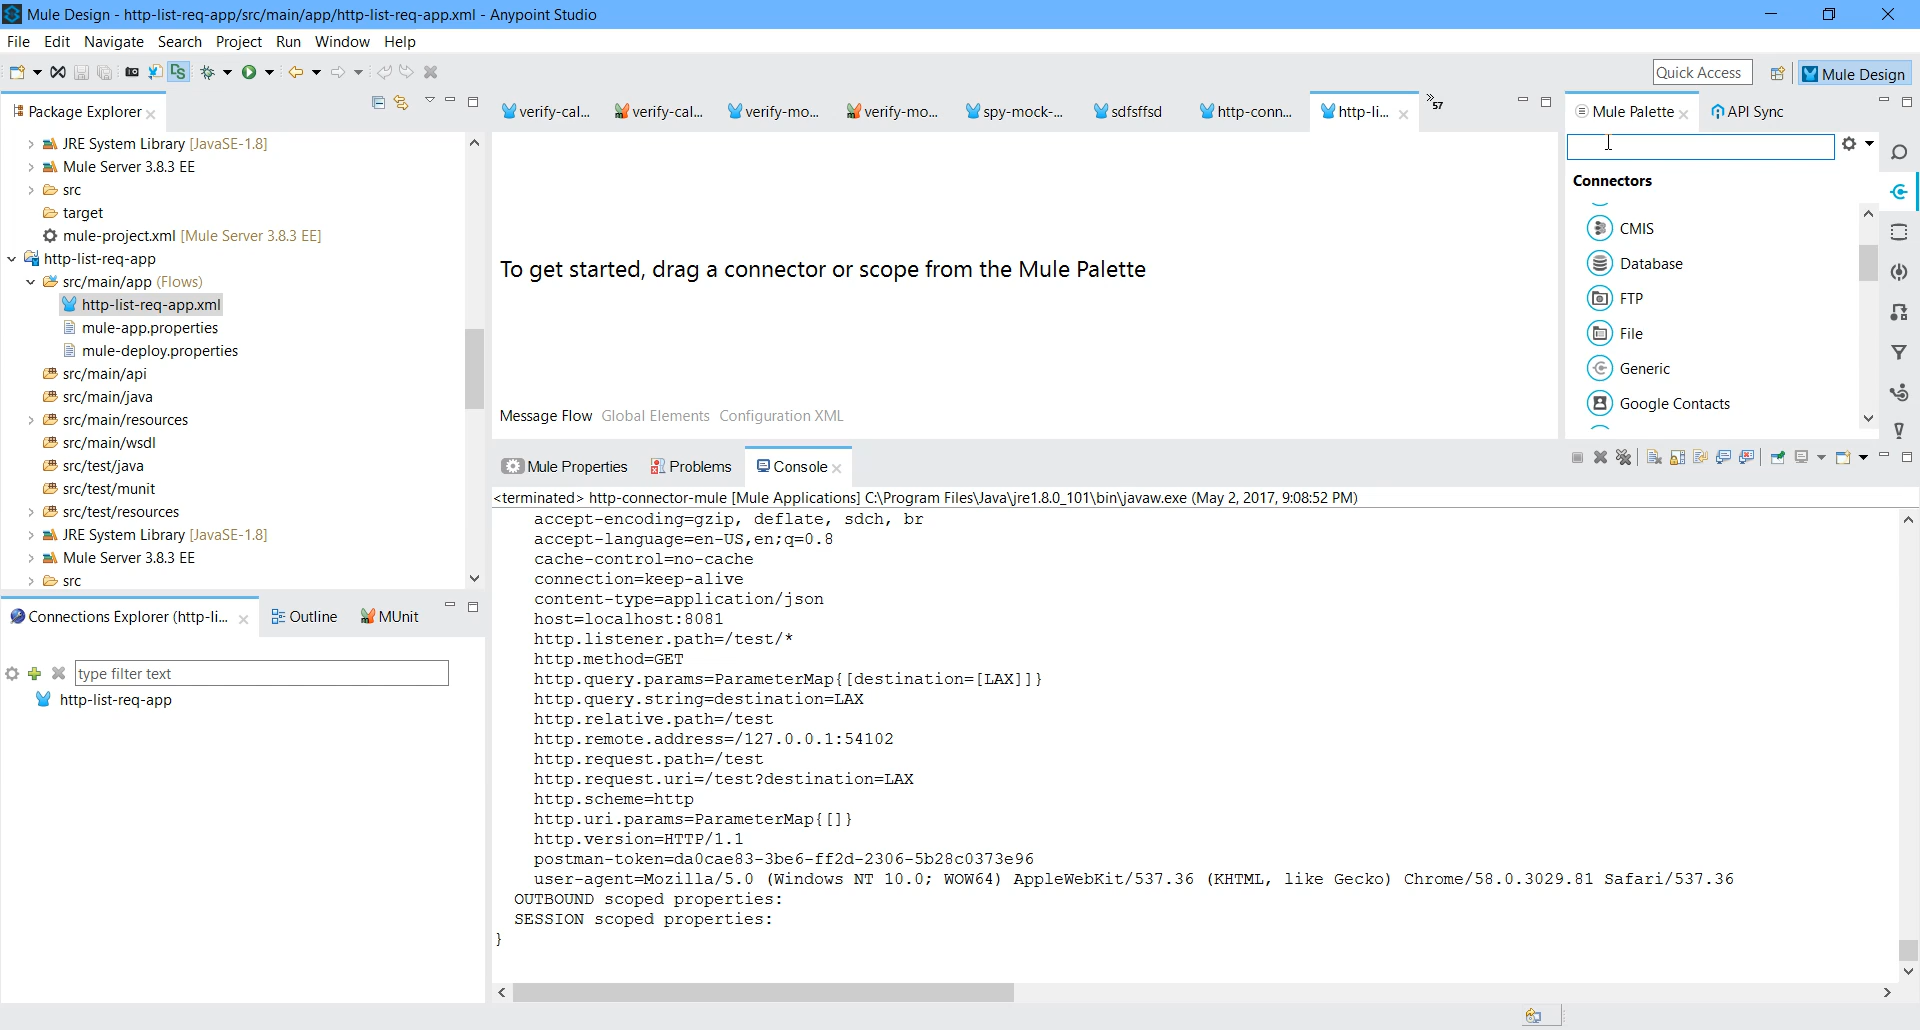 Mule Design - http-list-req-app/src/main/app/http-list-req-app.xml - Anypoint Studio
File Edit Navigate Search Project Run Window Help
Quick Access
Mule Design
Package Explorer
JRE System Library [JavaSE-1.8]
Mule Server 3.8.3 EE
src
target
mule-project.xml [Mule Server 3.8.3 EE]
http-list-req-app
src/main/app (Flows)
http-list-req-app.xml
mule-app.properties
mule-deploy.properties
src/main/api
src/main/java
src/main/resources
src/main/wsdl
src/test/java
src/test/munit
src/test/resources
JRE System Library [JavaSE-1.8]
Mule Server 3.8.3 EE
src
Connections Explorer (http-li... Outline MUnit
type filter text
http-list-req-app
verify-cal... verify-cal... verify-mo... verify-mo... spy-mock-... sdfsffsd http-conn... http-li... 57
To get started, drag a connector or scope from the Mule Palette
Message Flow Global Elements Configuration XML
Mule Palette API Sync
Connectors
CMIS
Database
FTP
File
Generic
Google Contacts
Mule Properties Problems Console
<terminated> http-connector-mule [Mule Applications] C:\Program Files\Java\jre1.8.0_101\bin\javaw.exe (May 2, 2017, 9:08:52 PM)
accept-encoding=gzip, deflate, sdch, br
accept-language=en-US,en;q=0.8
cache-control=no-cache
connection=keep-alive
content-type=application/json
host=localhost:8081
http.listener.path=/test/*
http.method=GET
http.query.params=ParameterMap{[destination=[LAX]]}
http.query.string=destination=LAX
http.relative.path=/test
http.remote.address=/127.0.0.1:54102
http.request.path=/test
http.request.uri=/test?destination=LAX
http.scheme=http
http.uri.params=ParameterMap{[]}
http.version=HTTP/1.1
postman-token=da0cae83-3be6-ff2d-2306-5b28c0373e96
user-agent=Mozilla/5.0 (Windows NT 10.0; WOW64) AppleWebKit/537.36 (KHTML, like Gecko) Chrome/58.0.3029.81 Safari/537.36
OUTBOUND scoped properties:
SESSION scoped properties:
}